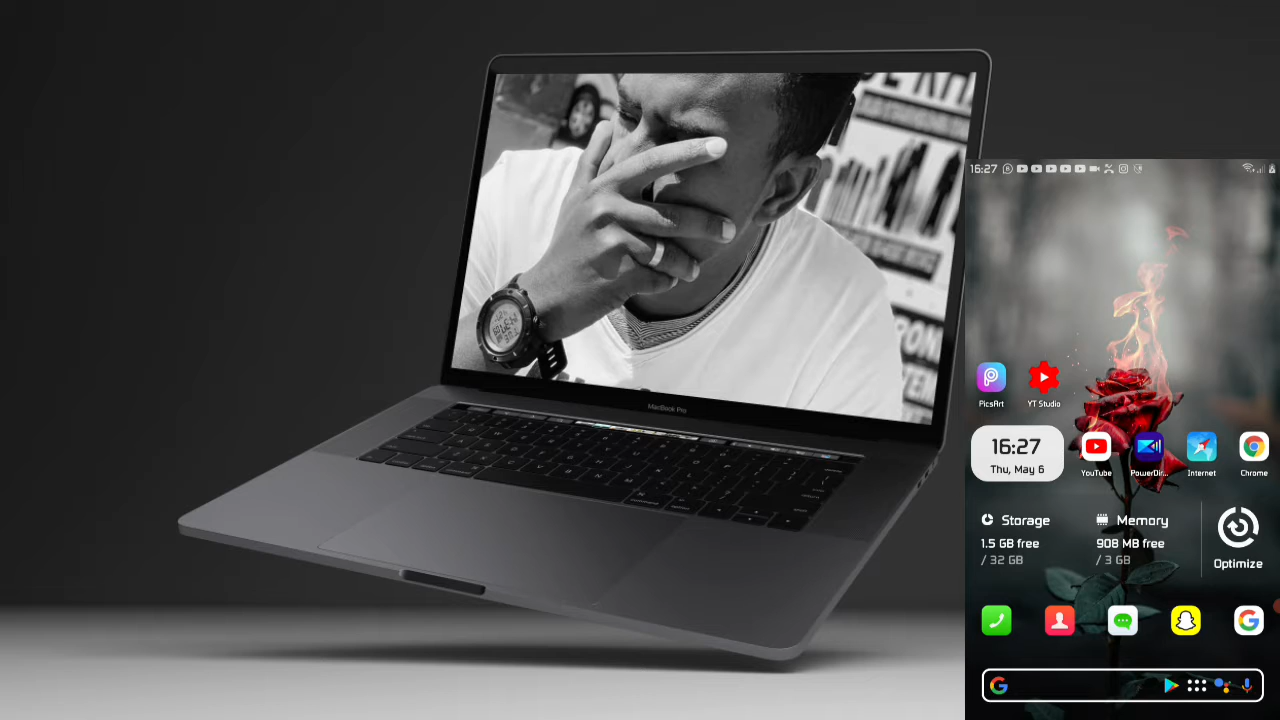 MacBook Pro
16:27
PicsArt
YT Studio
16:27
Thu, May 6
YouTube
PowerDir...
Internet
Chrome
Storage
Memory
1.5 GB free
908 MB free
/ 32 GB
/ 3 GB
Optimize